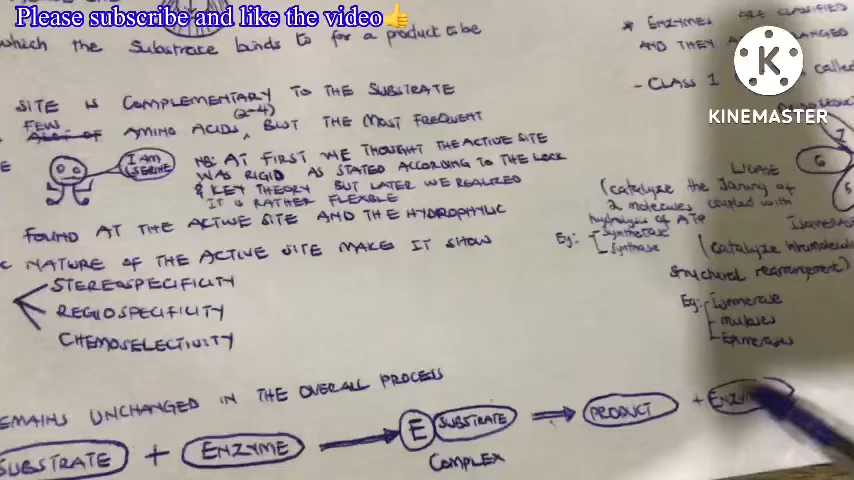 Please subscribe and like the video👍
which the substrate binds to for a product to be
SITE IS COMPLEMENTARY TO THE SUBSTRATE
(2-4)
FEW
AMINO ACIDS, BUT THE MOST FREQUENT
I AM SERINE
NB: AT FIRST WE THOUGHT THE ACTIVE SITE
WAS RIGID AS STATED ACCORDING TO THE LOCK
& KEY THEORY BUT LATER WE REALIZED
IT IS RATHER FLEXIBLE
FOUND AT THE ACTIVE SITE AND THE HYDROPHYLIC
NATURE OF THE ACTIVE SITE MAKE IT SHOW
STEREOSPECIFICITY
REGIOSPECIFICITY
CHEMOSELECTIVITY
REMAINS UNCHANGED IN THE OVERALL PROCESS
SUBSTRATE + ENZYME
E SUBSTRATE
COMPLEX
PRODUCT +
* ENZYMES ARE CLASSIFIED
AND THEY
- CLASS 1 called
K
KINEMASTER
6
5
LIGASE
(catalyze the Joining of
2 molecules coupled with
hydrolysis of ATP
Eg: - Synthetase
- Synthase
(catalyze
structural rearrangement)
Eg: - Isomerase
- mutases
- Epimerases